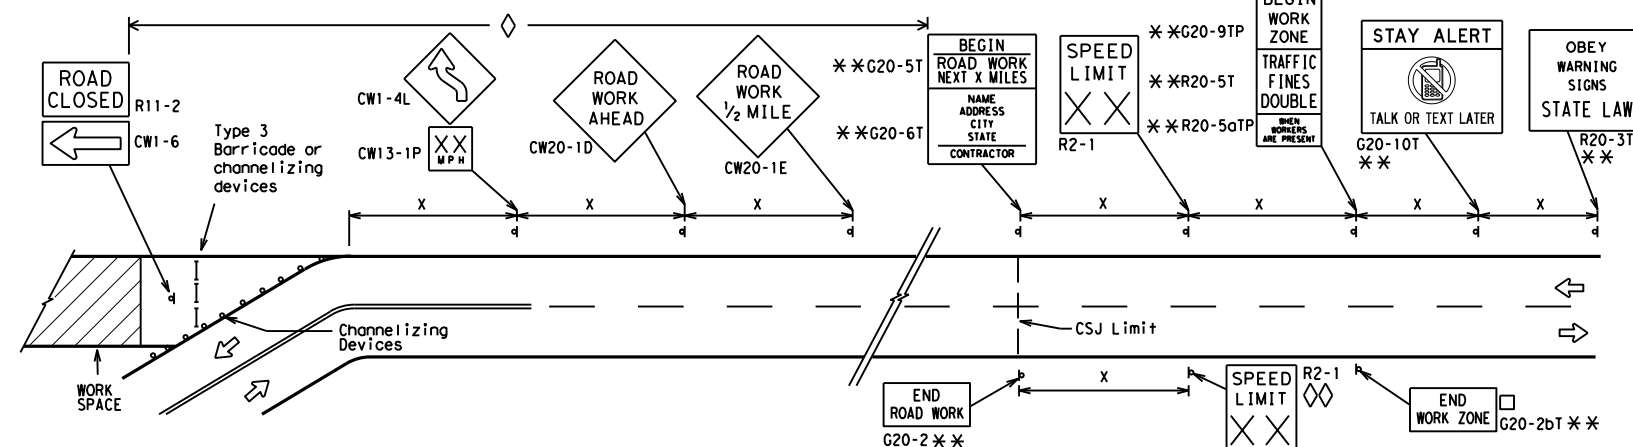 ROAD
CLOSED
R11-2
CW1-6
Type 3
Barricade or
channelizing
devices
CW1-4L
CW13-1P
XX
MPH
ROAD
WORK
AHEAD
CW20-1D
ROAD
WORK
1/2 MILE
CW20-1E
**G20-5T
**G20-6T
BEGIN
ROAD WORK
NEXT X MILES
NAME
ADDRESS
CITY
STATE
CONTRACTOR
SPEED
LIMIT
XX
R2-1
**G20-9TP
**R20-5T
**R20-5aTP
BEGIN
WORK
ZONE
TRAFFIC
FINES
DOUBLE
WHEN
WORKERS
ARE PRESENT
STAY ALERT
TALK OR TEXT LATER
G20-10T
**
OBEY
WARNING
SIGNS
STATE LAW
R20-3T
**
X
X
X
X
X
X
X
Channelizing
Devices
WORK
SPACE
CSJ Limit
X
END
ROAD WORK
G20-2**
SPEED
LIMIT
XX
R2-1
END
WORK ZONE
G20-2bT**